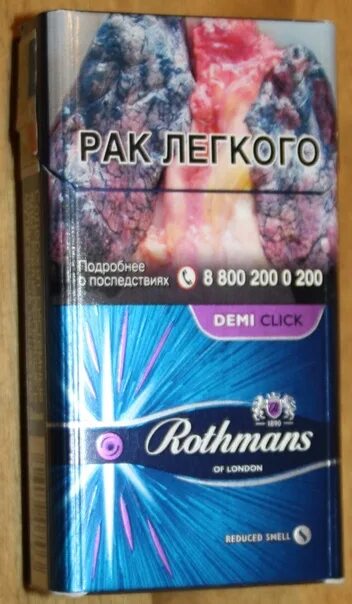 РАК ЛЕГКОГО
Подробнее
о последствиях 8 800 200 0 200
DEMI CLICK
1890
Rothmans
OF LONDON
REDUCED SMELL